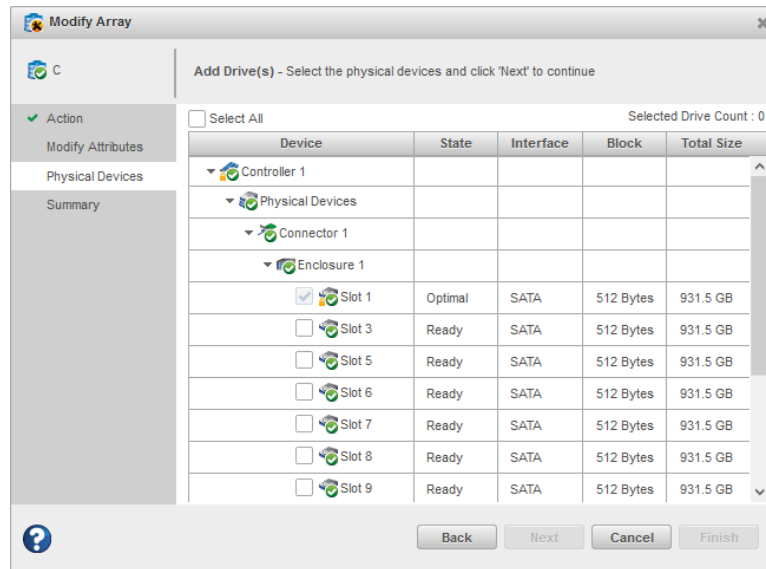 Modify Array
C
Add Drive(s) - Select the physical devices and click 'Next' to continue
Action
Modify Attributes
Physical Devices
Summary
Select All
Selected Drive Count : 0
Device State Interface Block Total Size
Controller 1
Physical Devices
Connector 1
Enclosure 1
Slot 1 Optimal SATA 512 Bytes 931.5 GB
Slot 3 Ready SATA 512 Bytes 931.5 GB
Slot 5 Ready SATA 512 Bytes 931.5 GB
Slot 6 Ready SATA 512 Bytes 931.5 GB
Slot 7 Ready SATA 512 Bytes 931.5 GB
Slot 8 Ready SATA 512 Bytes 931.5 GB
Slot 9 Ready SATA 512 Bytes 931.5 GB
? Back Next Cancel Finish